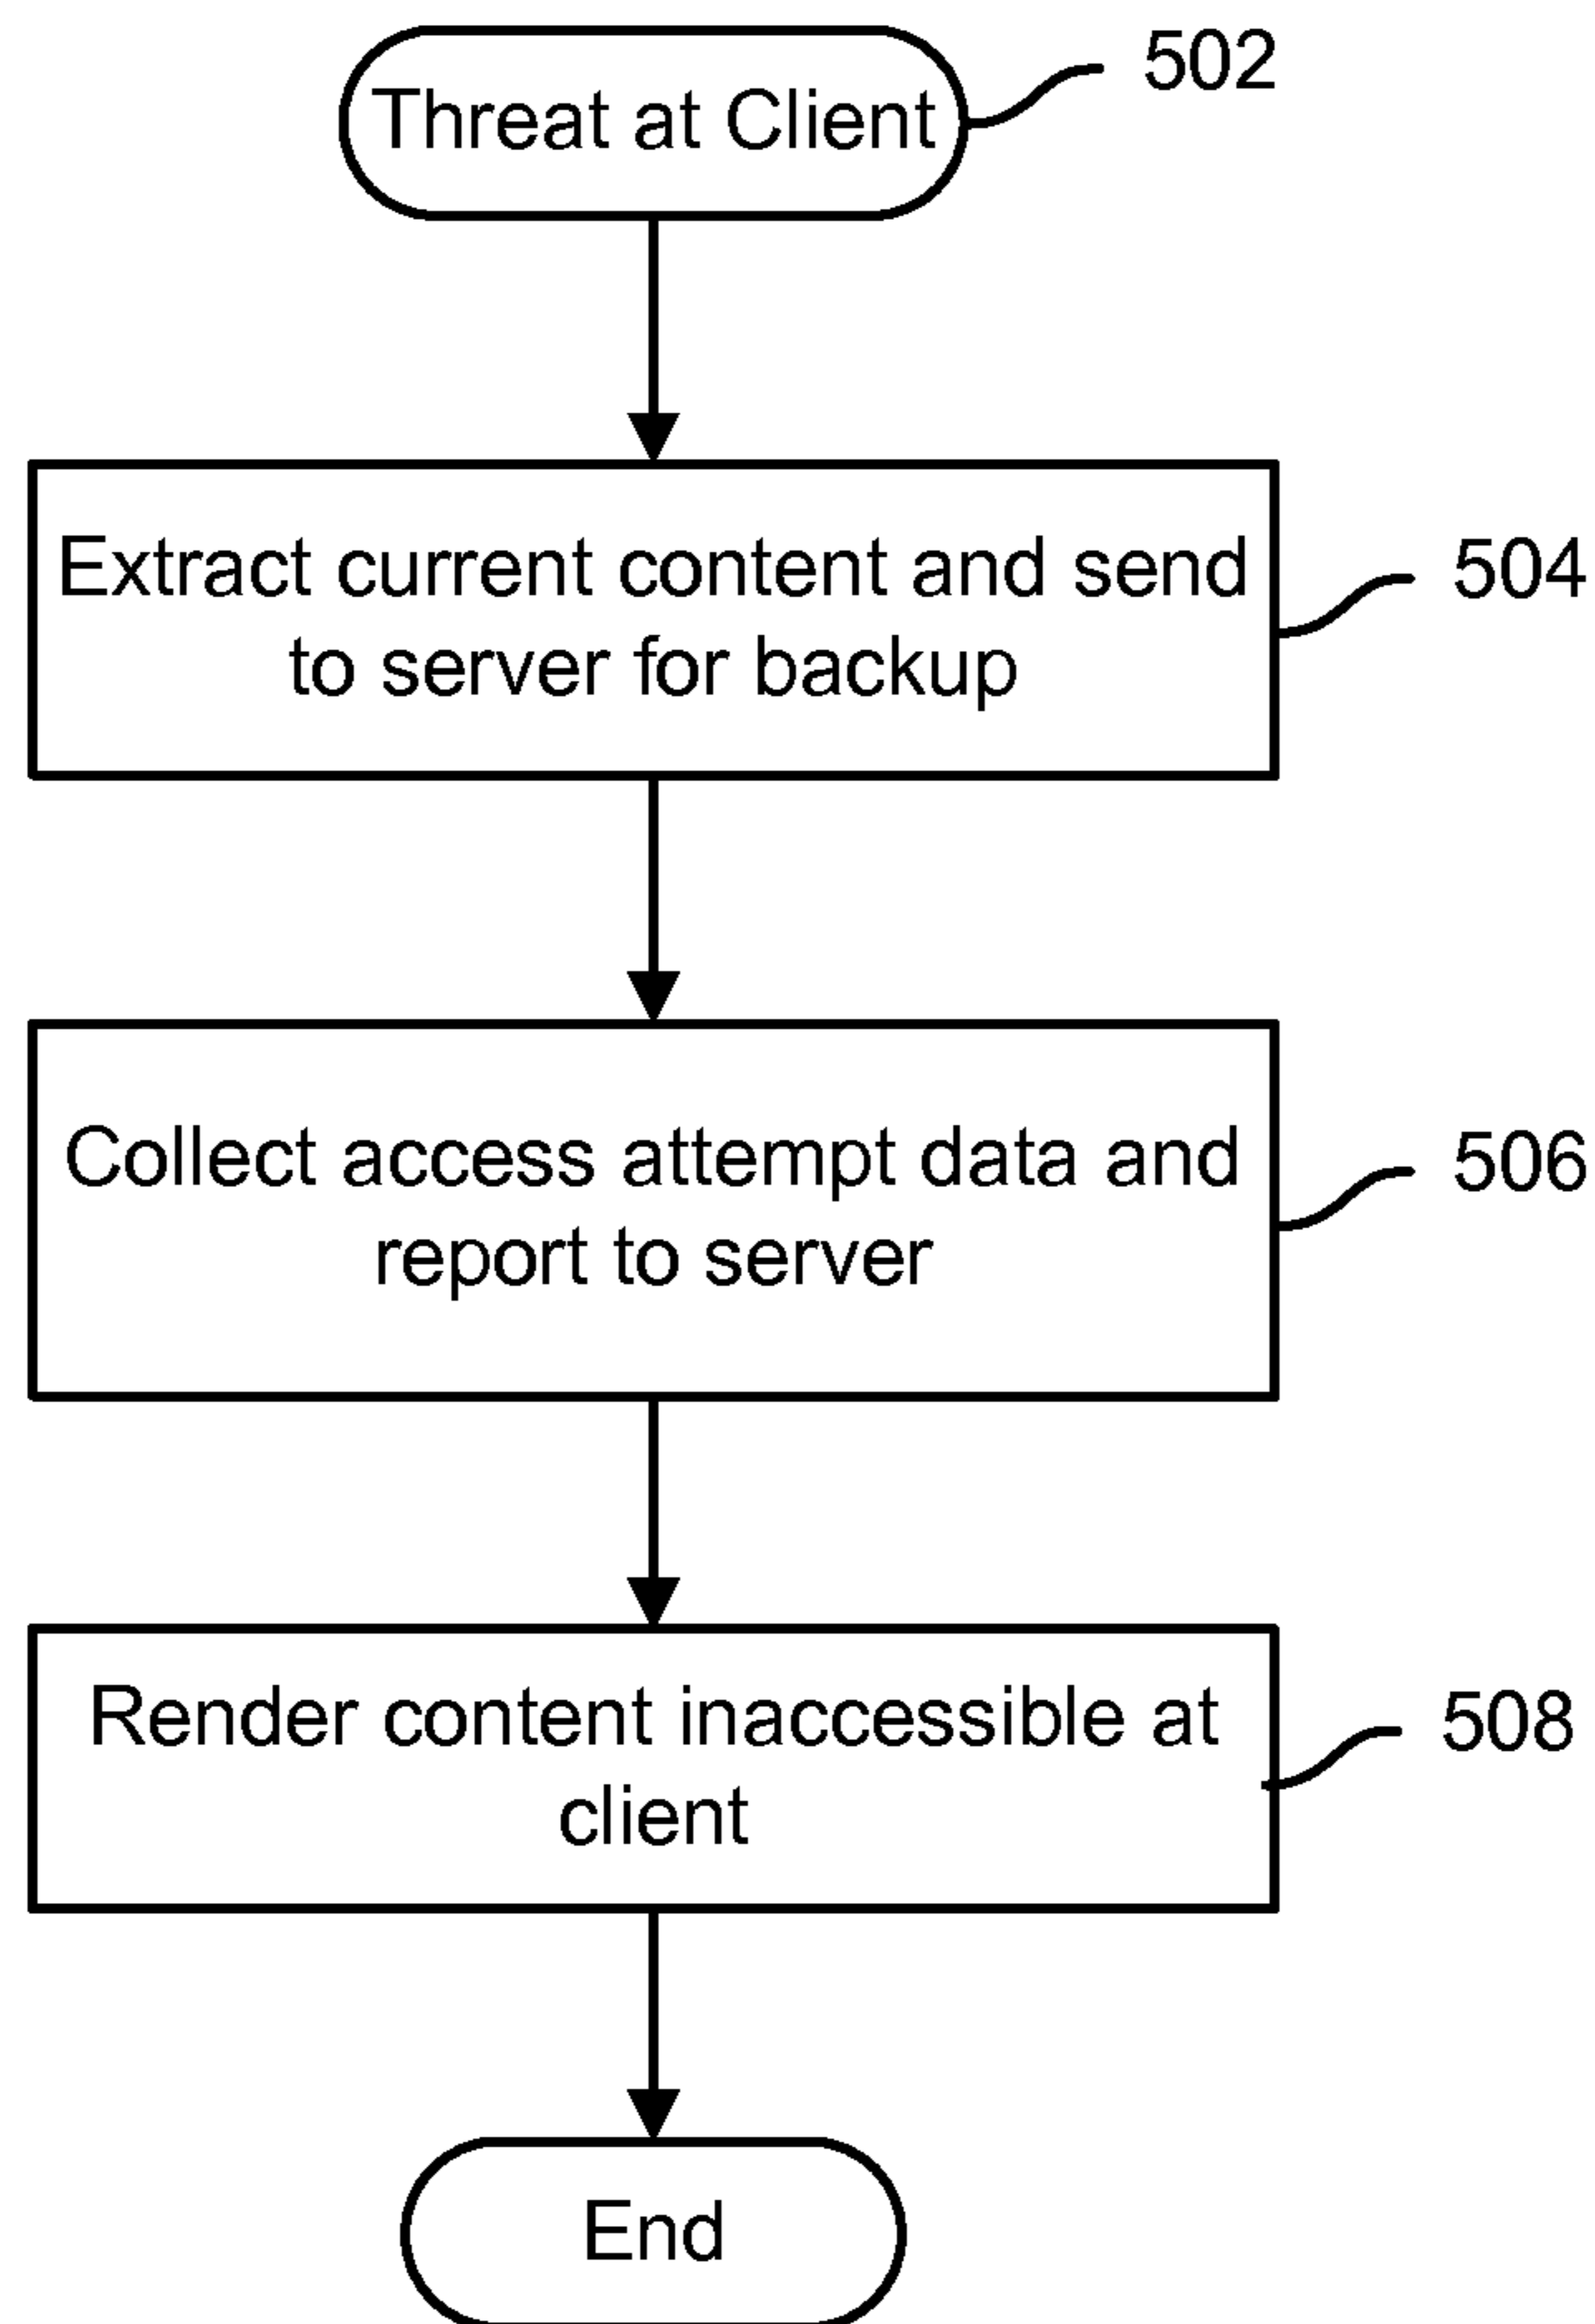 Threat at Client
502
Extract current content and send
to server for backup
504
Collect access attempt data and
report to server
506
Render content inaccessible at
client
508
End